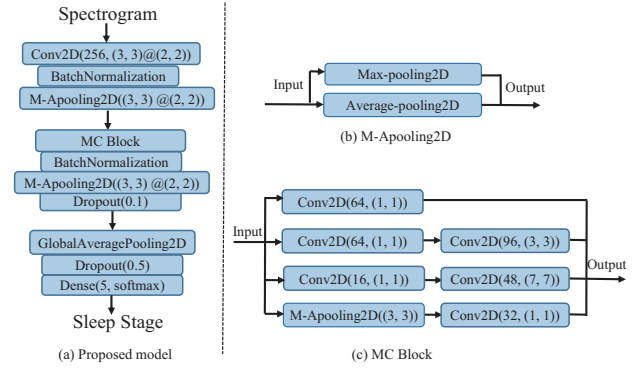 Spectrogram
Conv2D(256, (3, 3)@(2, 2))
BatchNormalization
M-Apooling2D((3, 3) @(2, 2))
MC Block
BatchNormalization
M-Apooling2D((3, 3) @(2, 2))
Dropout(0.1)
GlobalAveragePooling2D
Dropout(0.5)
Dense(5, softmax)
Sleep Stage
(a) Proposed model
Input
Max-pooling2D
Average-pooling2D
Output
(b) M-Apooling2D
Input
Conv2D(64, (1, 1))
Conv2D(64, (1, 1))
Conv2D(96, (3, 3))
Conv2D(16, (1, 1))
Conv2D(48, (7, 7))
M-Apooling2D((3, 3))
Conv2D(32, (1, 1))
Output
(c) MC Block